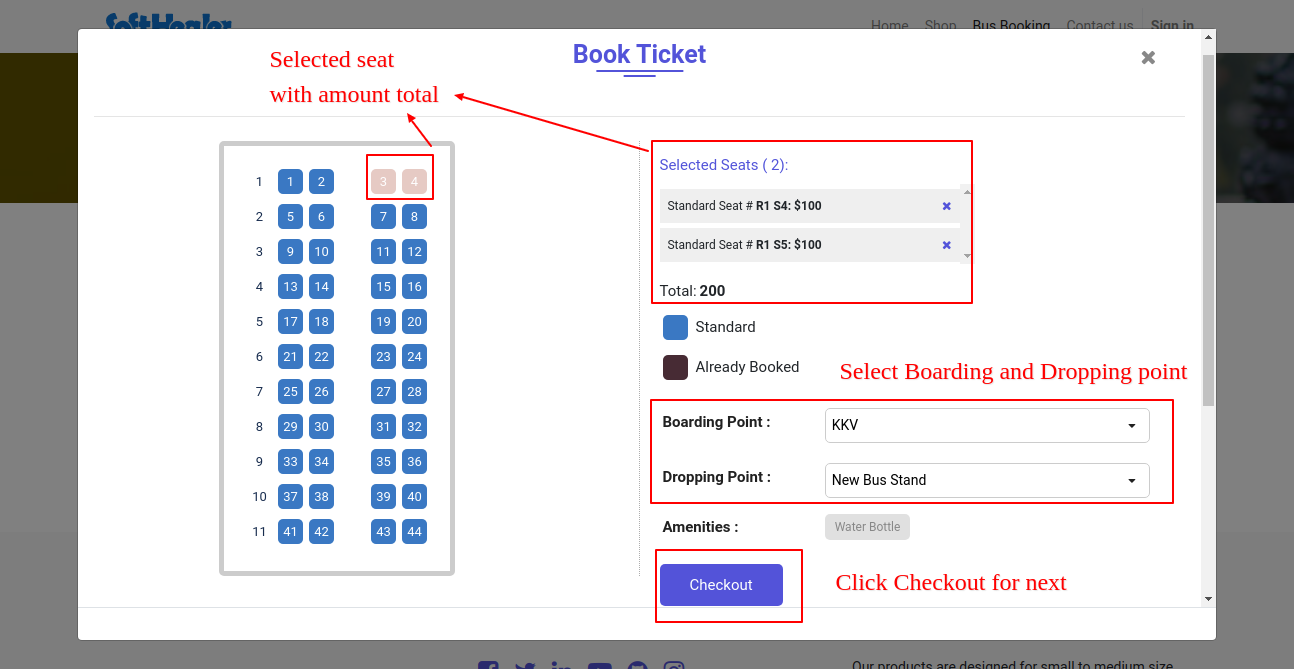 SoftHealer
Home Shop Bus Booking Contact us Sign in
Book Ticket
✖
Selected seat
with amount total
1 1 2 3 4
2 5 6 7 8
3 9 10 11 12
4 13 14 15 16
5 17 18 19 20
6 21 22 23 24
7 25 26 27 28
8 29 30 31 32
9 33 34 35 36
10 37 38 39 40
11 41 42 43 44
Selected Seats ( 2):
Standard Seat # R1 S4: $100 ✖
Standard Seat # R1 S5: $100 ✖
Total: 200
Standard
Already Booked
Select Boarding and Dropping point
Boarding Point : KKV
Dropping Point : New Bus Stand
Amenities : Water Bottle
Checkout
Click Checkout for next
Our products are designed for small to medium size